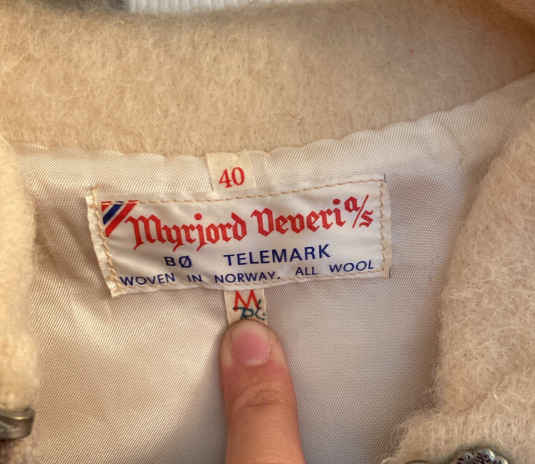 40
Myrjord Veveri a/s
BØ TELEMARK
WOVEN IN NORWAY. ALL WOOL
M